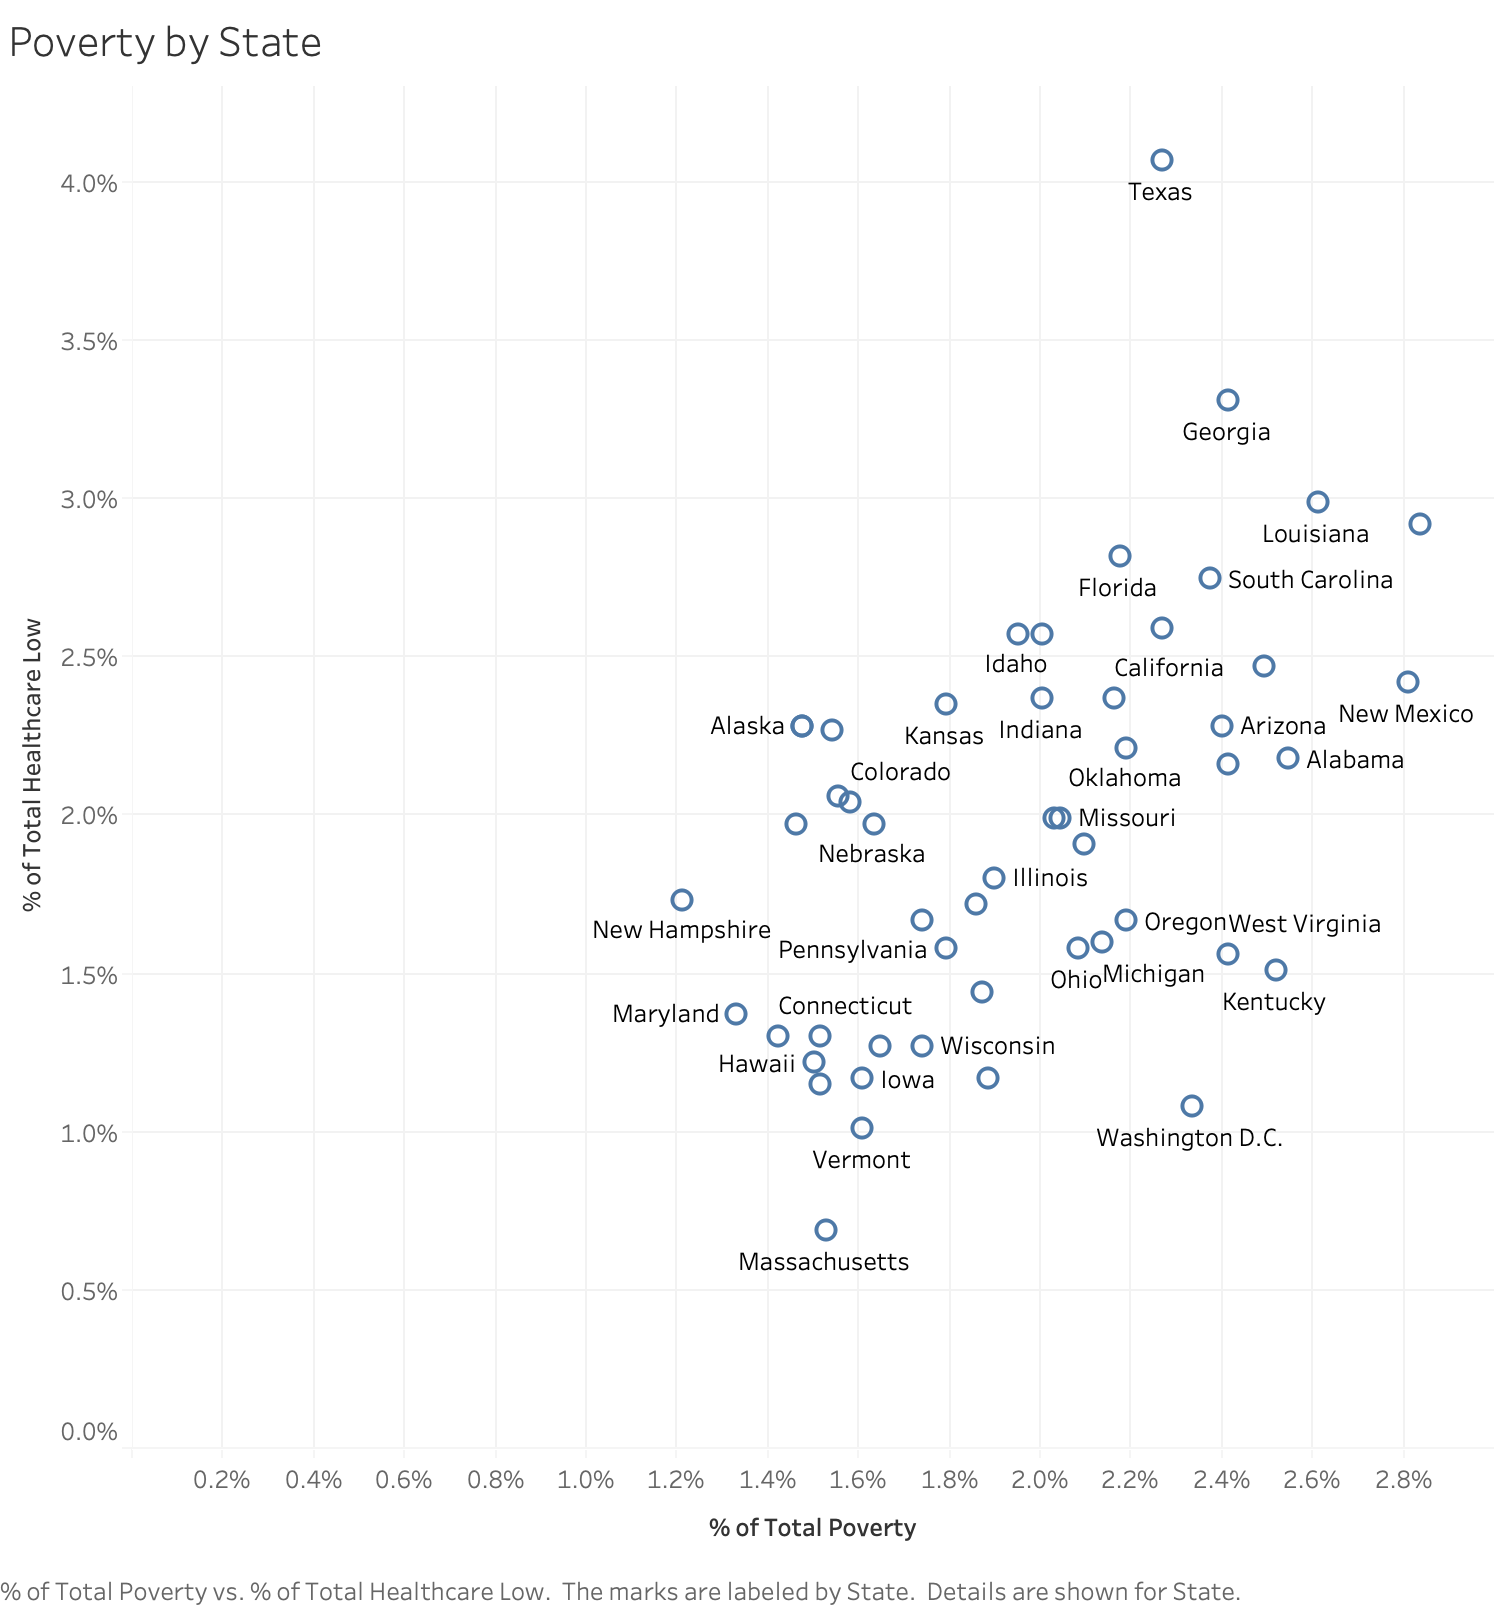 Poverty by State
4.0%
Texas
3.5%
Georgia
3.0%
Louisiana
Florida
South Carolina
% of Total Healthcare Low
2.5%
Idaho
California
New Mexico
Alaska
Kansas
Indiana
Arizona
Colorado
Oklahoma
Alabama
2.0%
Missouri
Nebraska
Illinois
New Hampshire
Oregon
West Virginia
Pennsylvania
1.5%
Ohio
Michigan
Kentucky
Maryland
Connecticut
Hawaii
Wisconsin
Iowa
1.0%
Washington D.C.
Vermont
Massachusetts
0.5%
0.0%
0.2% 0.4% 0.6% 0.8% 1.0% 1.2% 1.4% 1.6% 1.8% 2.0% 2.2% 2.4% 2.6% 2.8%
% of Total Poverty
% of Total Poverty vs. % of Total Healthcare Low.  The marks are labeled by State.  Details are shown for State.